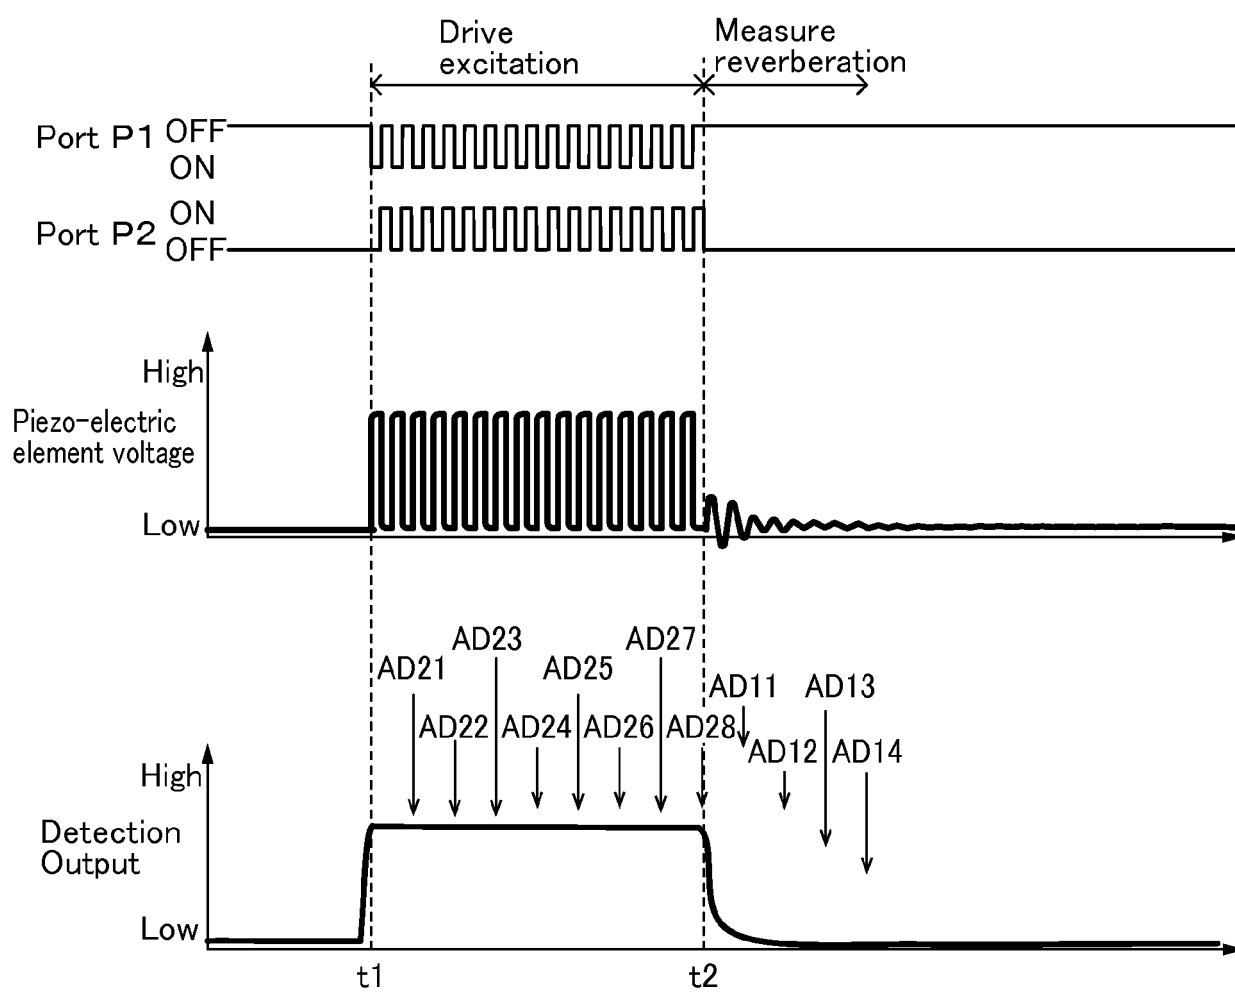 Drive
excitation
Measure
reverberation
Port P1
OFF
ON
Port P2
ON
OFF
High
Piezo-electric
element voltage
Low
AD23
AD27
AD21
AD25
AD11
AD13
AD22
AD24
AD26
AD28
AD12
AD14
High
Detection
Output
Low
t1
t2